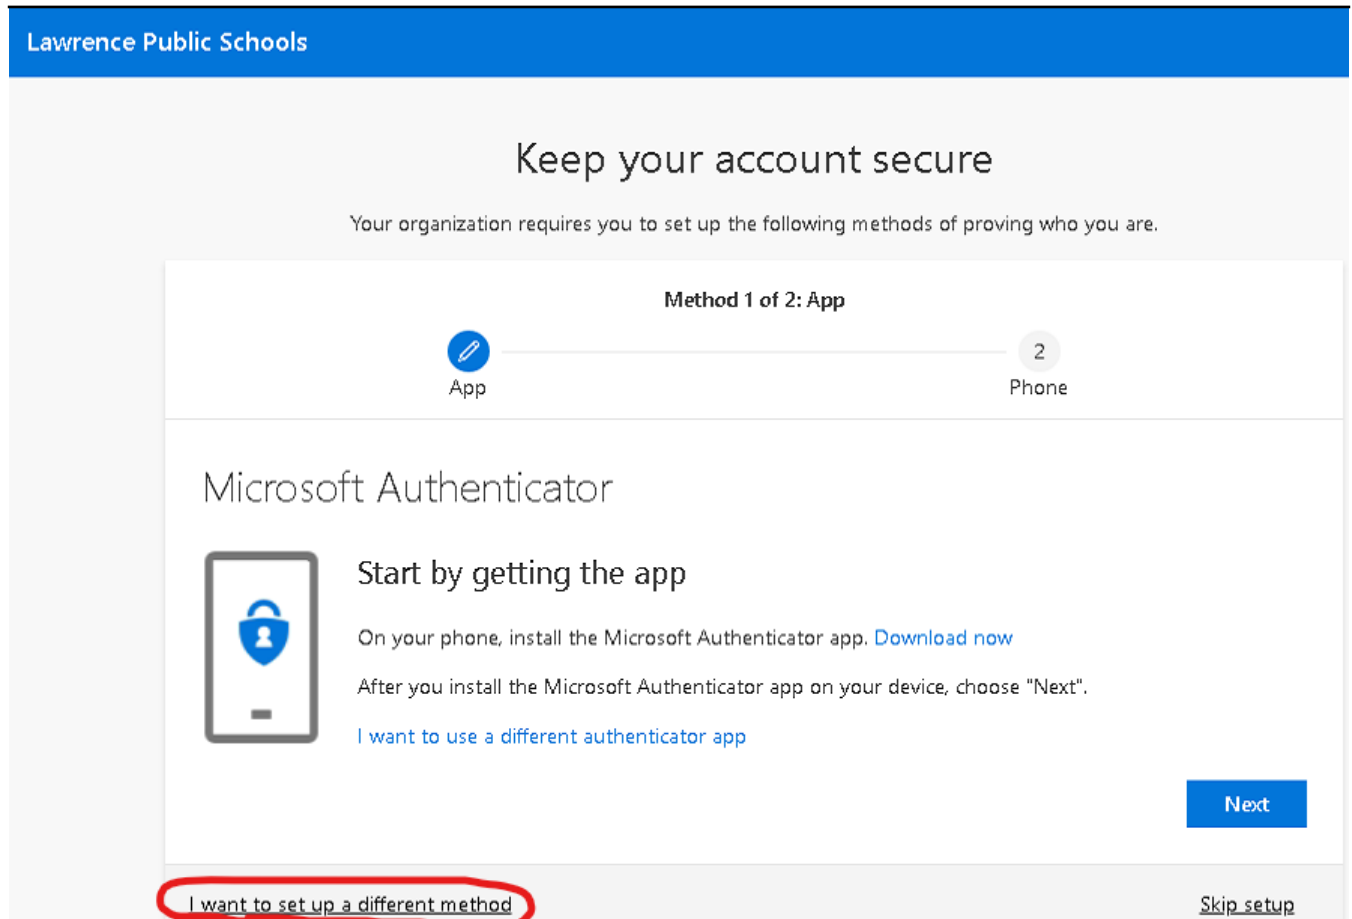 Lawrence Public Schools
Keep your account secure
Your organization requires you to set up the following methods of proving who you are.
Method 1 of 2: App
2
App
Phone
Microsoft Authenticator
Start by getting the app
On your phone, install the Microsoft Authenticator app. Download now
After you install the Microsoft Authenticator app on your device, choose "Next".
I want to use a different authenticator app
Next
I want to set up a different method
Skip setup